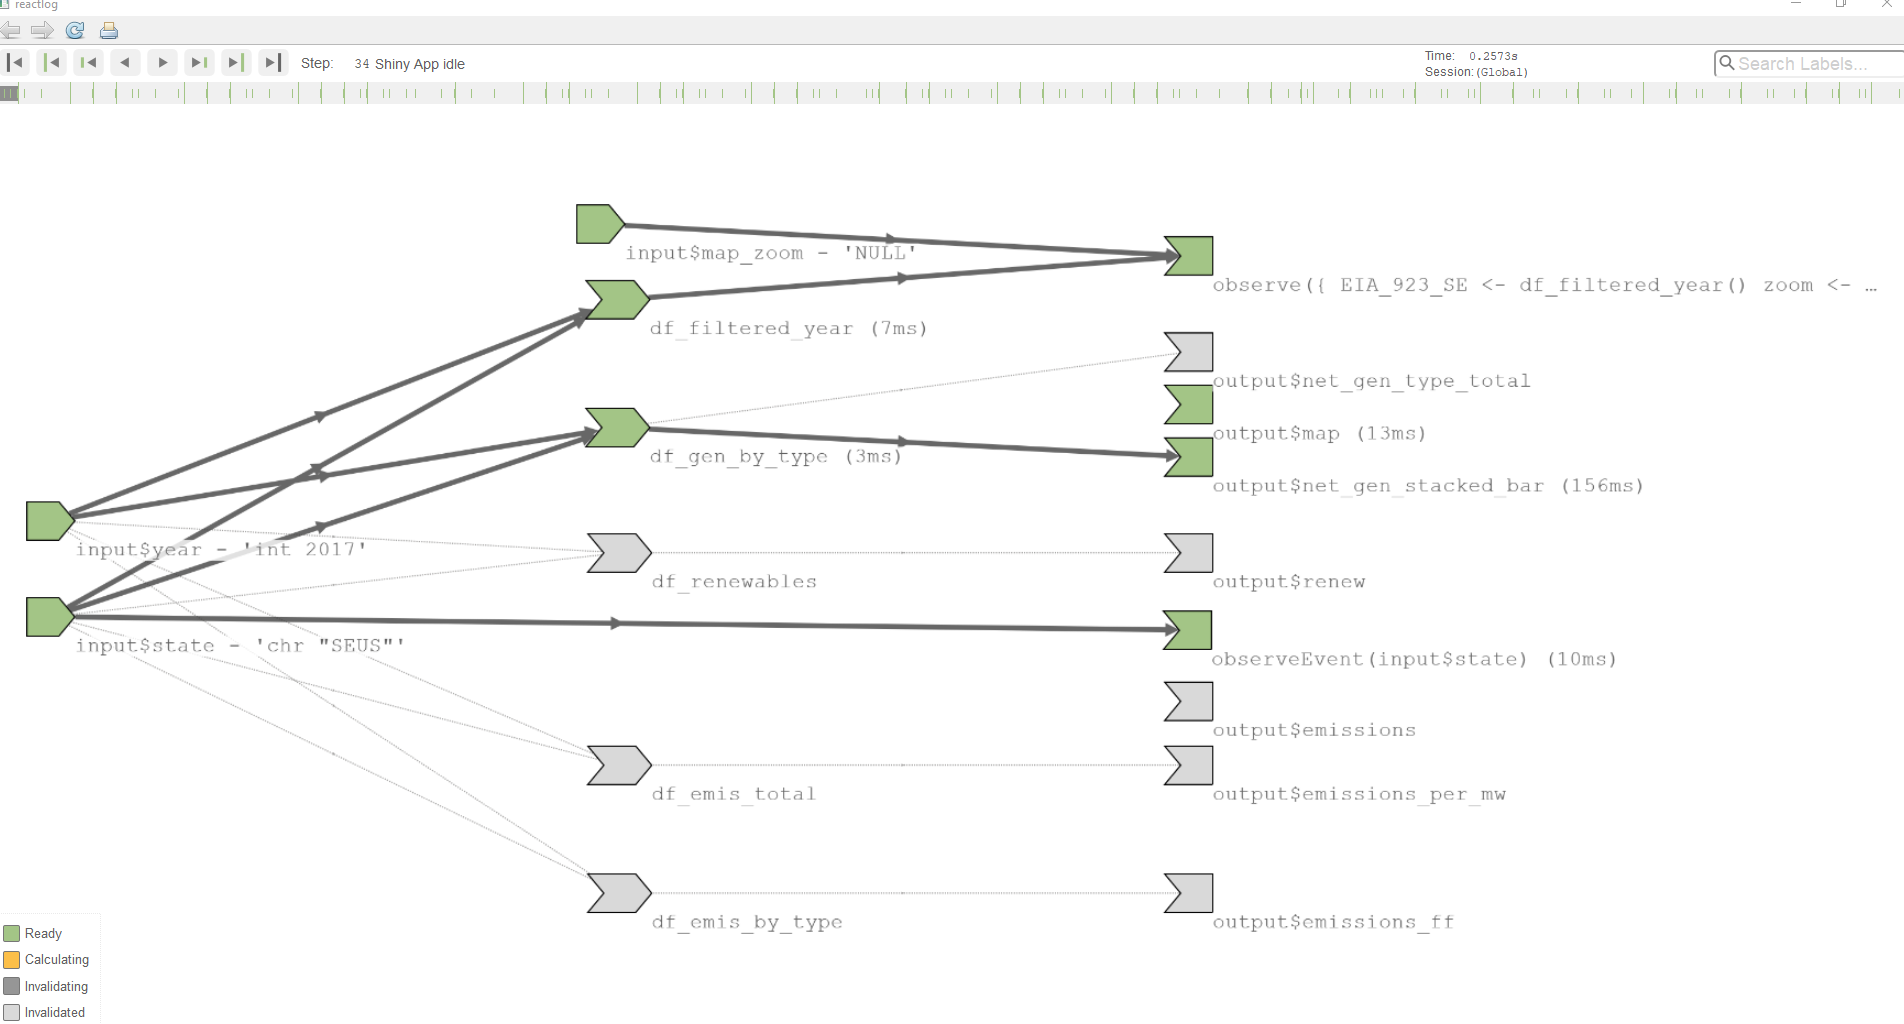 reactlog
Step: 34 Shiny App idle
Time: 0.2573s
Session: (Global)
Search Labels...
input$map_zoom - 'NULL'
observe({ EIA_923_SE <- df_filtered_year() zoom <- …
df_filtered_year (7ms)
output$net_gen_type_total
output$map (13ms)
df_gen_by_type (3ms)
output$net_gen_stacked_bar (156ms)
input$year - 'int 2017'
df_renewables
output$renew
input$state - 'chr "SEUS"'
observeEvent(input$state) (10ms)
output$emissions
df_emis_total
output$emissions_per_mw
df_emis_by_type
output$emissions_ff
Ready
Calculating
Invalidating
Invalidated